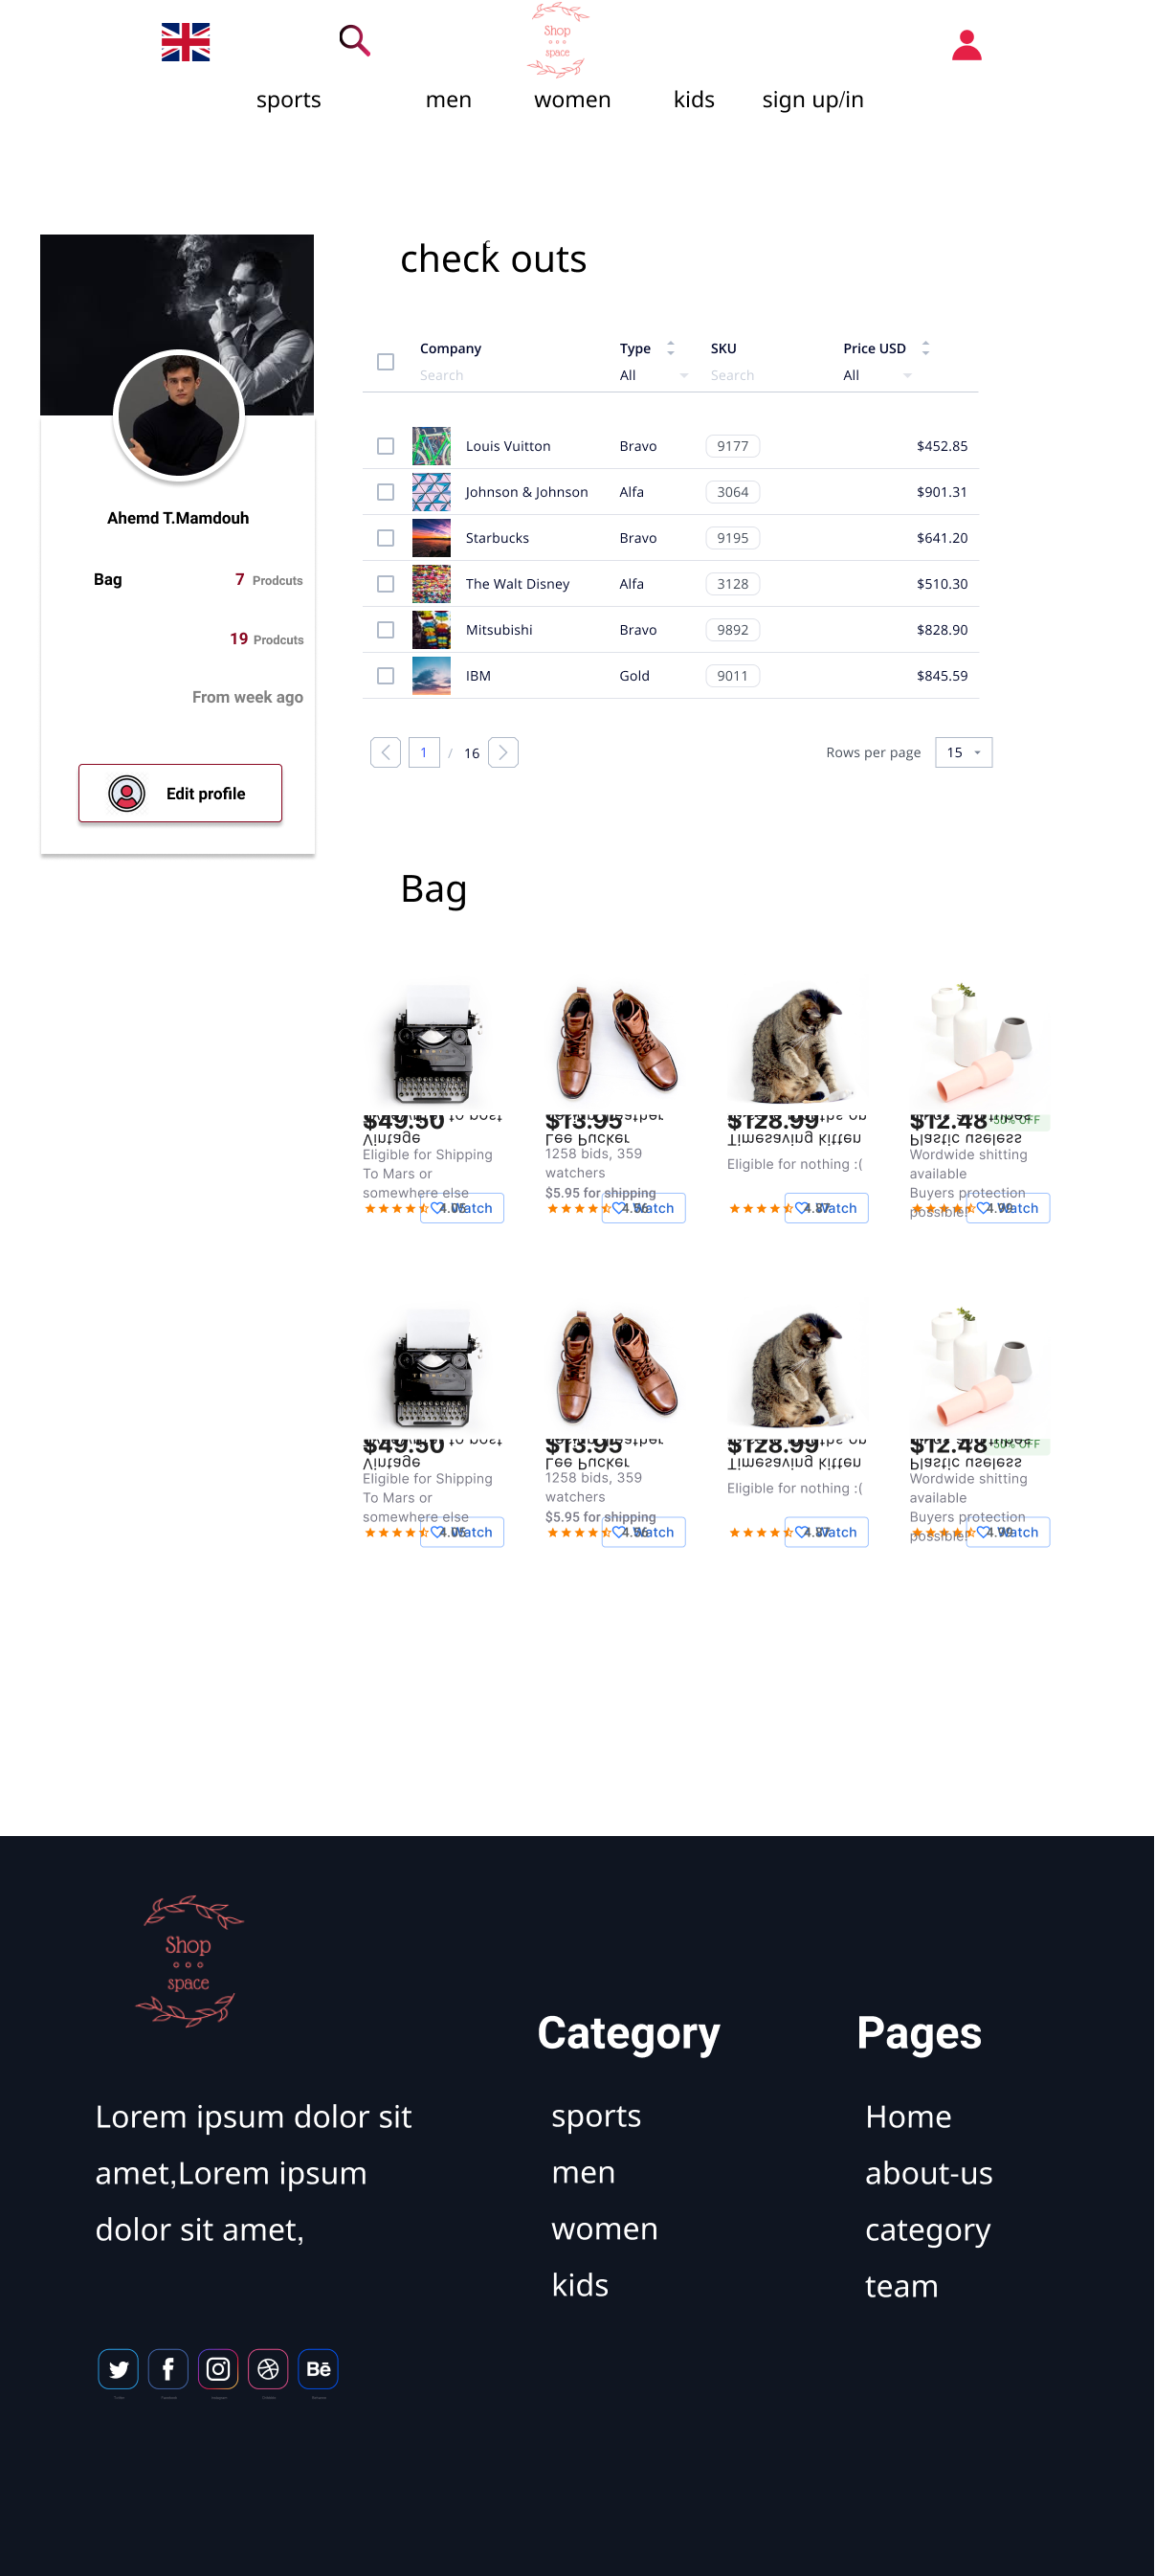 Shop
space
sports men women kids sign up/in
check outs
Company Type SKU Price USD
Search All Search All
Louis Vuitton Bravo 9177 $452.85
Johnson & Johnson Alfa 3064 $901.31
Starbucks Bravo 9195 $641.20
The Walt Disney Alfa 3128 $510.30
Mitsubishi Bravo 9892 $828.90
IBM Gold 9011 $845.59
1 / 16 Rows per page 15
Ahemd T.Mamdouh
Bag 7 Prodcuts
19 Prodcuts
From week ago
Edit profile
Bag
$49.50
Vintage
Eligible for Shipping
To Mars or
somewhere else
4.05 Watch
$13.95
Lee Pucker
1258 bids, 359
watchers
$5.95 for shipping
4.56 Watch
$128.99
Timesaving kitten
Eligible for nothing :(
4.87 Watch
$12.48 50% OFF
Plastic useless
Wordwide shitting
available
Buyers protection
possible!
4.99 Watch
$49.50
Vintage
Eligible for Shipping
To Mars or
somewhere else
4.05 Watch
$13.95
Lee Pucker
1258 bids, 359
watchers
$5.95 for shipping
4.56 Watch
$128.99
Timesaving kitten
Eligible for nothing :(
4.87 Watch
$12.48 50% OFF
Plastic useless
Wordwide shitting
available
Buyers protection
possible!
4.99 Watch
Shop
space
Lorem ipsum dolor sit
amet,Lorem ipsum
dolor sit amet,
Category
sports
men
women
kids
Pages
Home
about-us
category
team
Bē